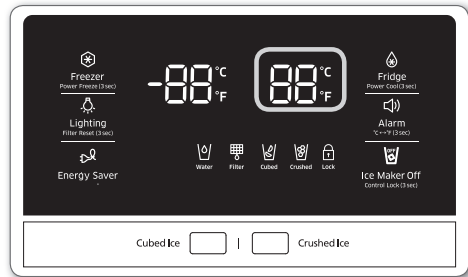 Freezer
Power Freeze (3 sec)
Lighting
Filter Reset (3 sec)
Energy Saver
-88 °C °F
88 °C °F
Water
Filter
Cubed
Crushed
Lock
Fridge
Power Cool (3 sec)
Alarm
°C ↔ °F (3 sec)
OFF
Ice Maker Off
Control Lock (3 sec)
Cubed Ice | Crushed Ice